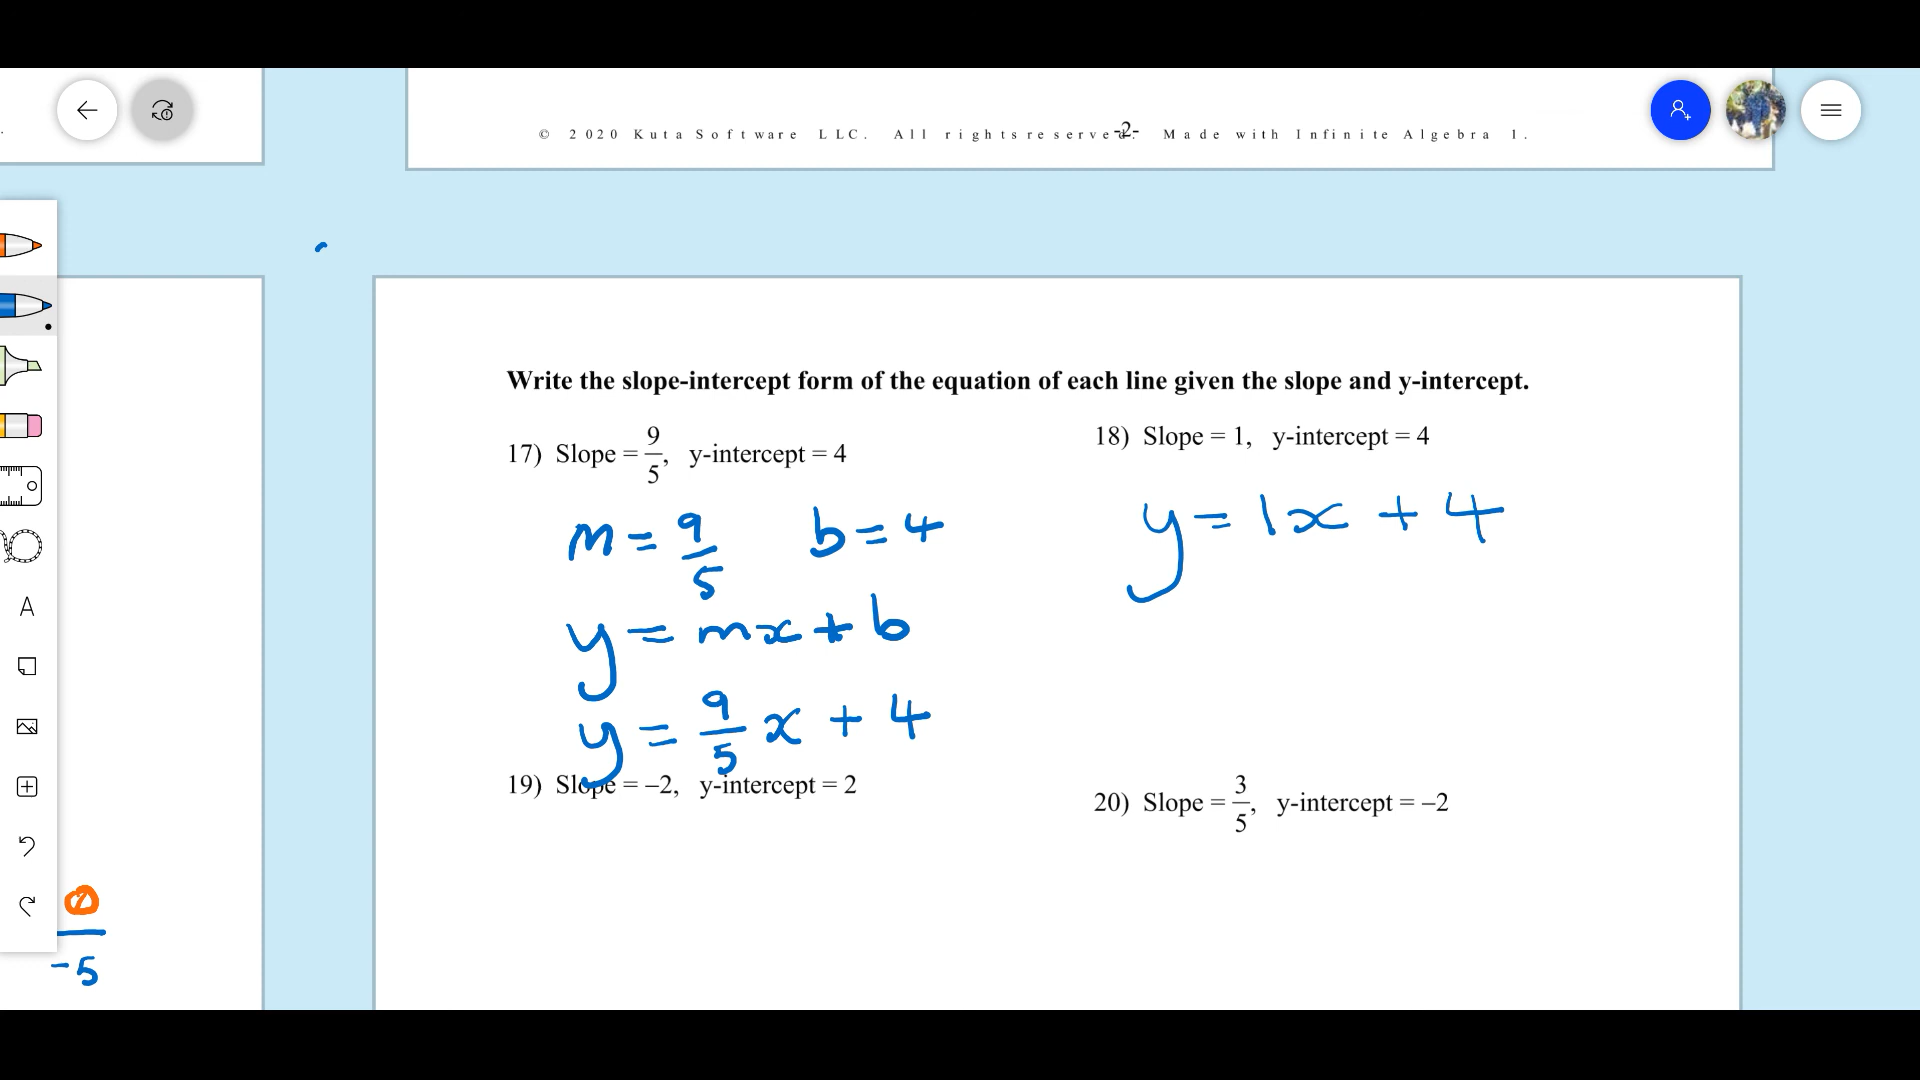 © 2020 Kuta Software LLC. All rights reserved. Made with Infinite Algebra 1.
-2-
Write the slope-intercept form of the equation of each line given the slope and y-intercept.
17) Slope = 9/5, y-intercept = 4
m = 9/5 b = 4
y = mx + b
y = 9/5 x + 4
18) Slope = 1, y-intercept = 4
y = 1x + 4
19) Slope = –2, y-intercept = 2
20) Slope = 3/5, y-intercept = –2
A
-5